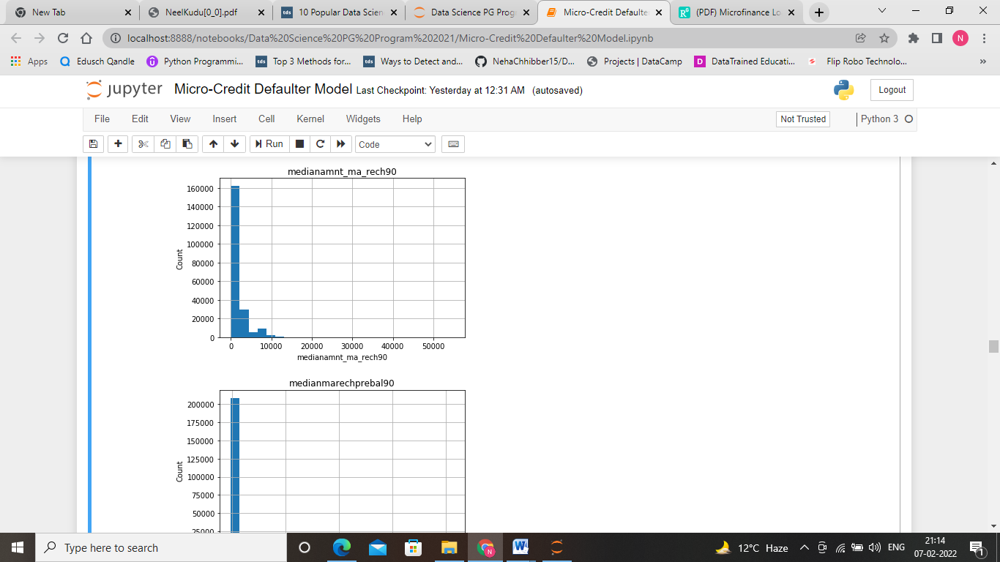 New Tab
NeelKudu[0_0].pdf
tds 10 Popular Data Scien
Data Science PG Prog
Micro-Credit Defaulte
R (PDF) Microfinance Lo
localhost:8888/notebooks/Data%20Science%20PG%20Program%202021/Micro-Credit%20Defaulter%20Model.ipynb
N
Apps
Edusch Qandle
Python Programmi...
tds Top 3 Methods for...
tds Ways to Detect and...
NehaChhibber15/D...
Projects | DataCamp
D DataTrained Educati...
Flip Robo Technolo...
»
jupyter Micro-Credit Defaulter Model Last Checkpoint: Yesterday at 12:31 AM (autosaved)
Logout
File Edit View Insert Cell Kernel Widgets Help
Not Trusted
Python 3
Run
Code
medianamnt_ma_rech90
160000
140000
120000
100000
80000
60000
40000
20000
0
Count
0 10000 20000 30000 40000 50000
medianamnt_ma_rech90
medianmarechprebal90
200000
175000
150000
125000
100000
75000
50000
25000
Count
Type here to search
N
W
12°C Haze
ENG
21:14
07-02-2022
1